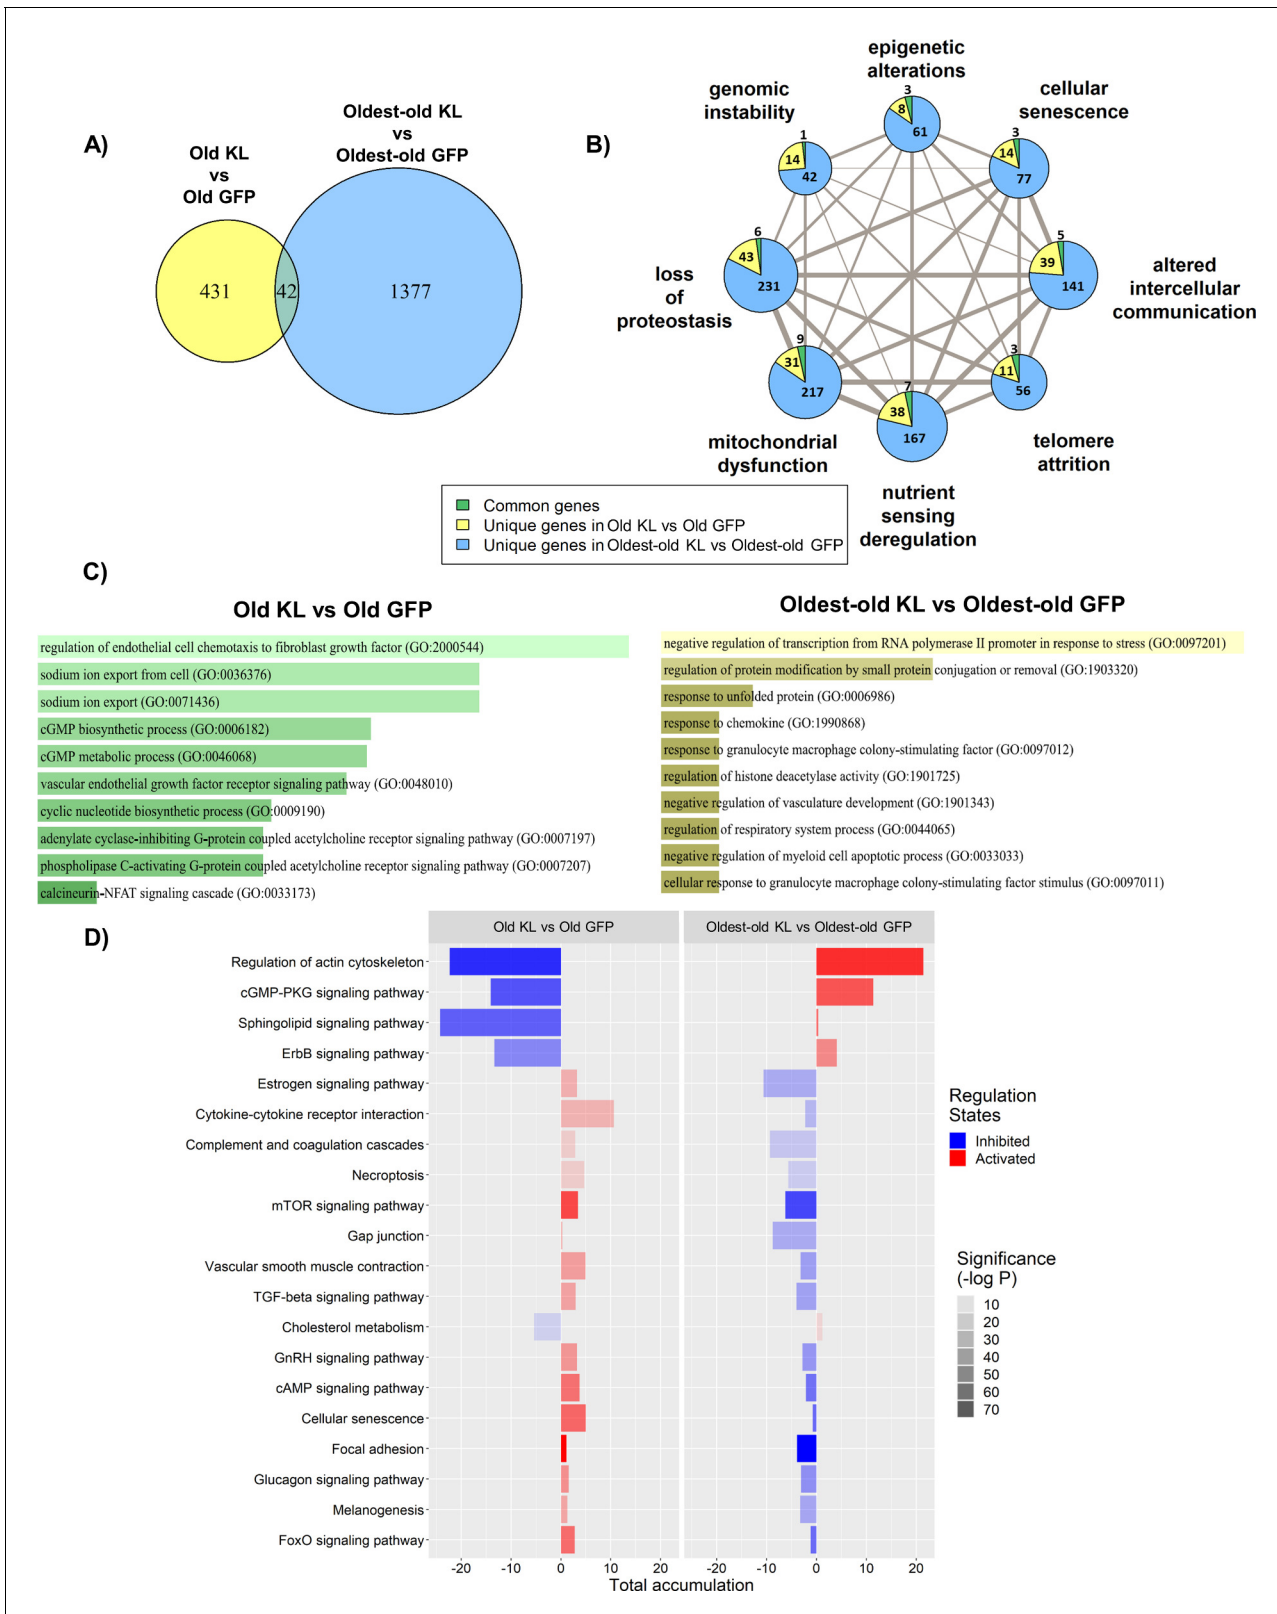 A)
Old KL
vs
Old GFP
Oldest-old KL
vs
Oldest-old GFP
431
42
1377
B)
epigenetic
alterations
3
8
61
cellular
senescence
3
14
77
genomic
instability
1
14
42
altered
intercellular
communication
5
39
141
loss
of
proteostasis
6
43
231
telomere
attrition
3
11
56
mitochondrial
dysfunction
9
31
217
nutrient
sensing
deregulation
7
38
167
Common genes
Unique genes in Old KL vs Old GFP
Unique genes in Oldest-old KL vs Oldest-old GFP
C)
Old KL vs Old GFP
regulation of endothelial cell chemotaxis to fibroblast growth factor (GO:2000544)
sodium ion export from cell (GO:0036376)
sodium ion export (GO:0071436)
cGMP biosynthetic process (GO:0006182)
cGMP metabolic process (GO:0046068)
vascular endothelial growth factor receptor signaling pathway (GO:0048010)
cyclic nucleotide biosynthetic process (GO:0009190)
adenylate cyclase-inhibiting G-protein coupled acetylcholine receptor signaling pathway (GO:0007197)
phospholipase C-activating G-protein coupled acetylcholine receptor signaling pathway (GO:0007207)
calcineurin-NFAT signaling cascade (GO:0033173)
Oldest-old KL vs Oldest-old GFP
negative regulation of transcription from RNA polymerase II promoter in response to stress (GO:0097201)
regulation of protein modification by small protein conjugation or removal (GO:1903320)
response to unfolded protein (GO:0006986)
response to chemokine (GO:1990868)
response to granulocyte macrophage colony-stimulating factor (GO:0097012)
regulation of histone deacetylase activity (GO:1901725)
negative regulation of vasculature development (GO:1901343)
regulation of respiratory system process (GO:0044065)
negative regulation of myeloid cell apoptotic process (GO:0033033)
cellular response to granulocyte macrophage colony-stimulating factor stimulus (GO:0097011)
D)
Old KL vs Old GFP
Oldest-old KL vs Oldest-old GFP
Regulation of actin cytoskeleton
cGMP-PKG signaling pathway
Sphingolipid signaling pathway
ErbB signaling pathway
Estrogen signaling pathway
Cytokine-cytokine receptor interaction
Complement and coagulation cascades
Necroptosis
mTOR signaling pathway
Gap junction
Vascular smooth muscle contraction
TGF-beta signaling pathway
Cholesterol metabolism
GnRH signaling pathway
cAMP signaling pathway
Cellular senescence
Focal adhesion
Glucagon signaling pathway
Melanogenesis
FoxO signaling pathway
-20 -10 0 10 20
-20 -10 0 10 20
Total accumulation
Regulation
States
Inhibited
Activated
Significance
(-log P)
10
20
30
40
50
60
70